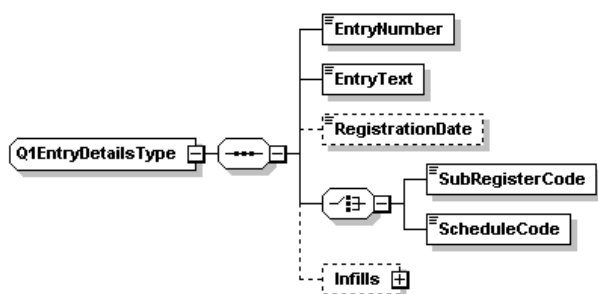 EntryNumber
EntryText
RegistrationDate
Q1EntryDetailsType
SubRegisterCode
ScheduleCode
Infills